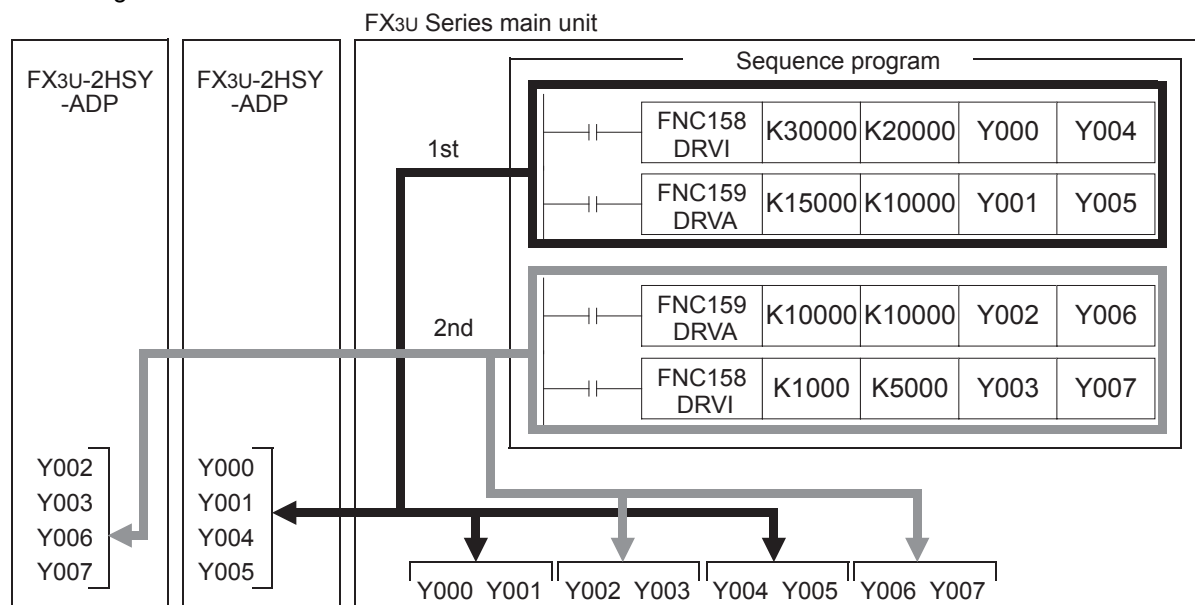 FX3U Series main unit
FX3U-2HSY
-ADP
FX3U-2HSY
-ADP
Sequence program
1st
FNC158
DRVI
K30000
K20000
Y000
Y004
FNC159
DRVA
K15000
K10000
Y001
Y005
2nd
FNC159
DRVA
K10000
K10000
Y002
Y006
FNC158
DRVI
K1000
K5000
Y003
Y007
Y002
Y003
Y006
Y007
Y000
Y001
Y004
Y005
Y000 Y001 Y002 Y003 Y004 Y005 Y006 Y007